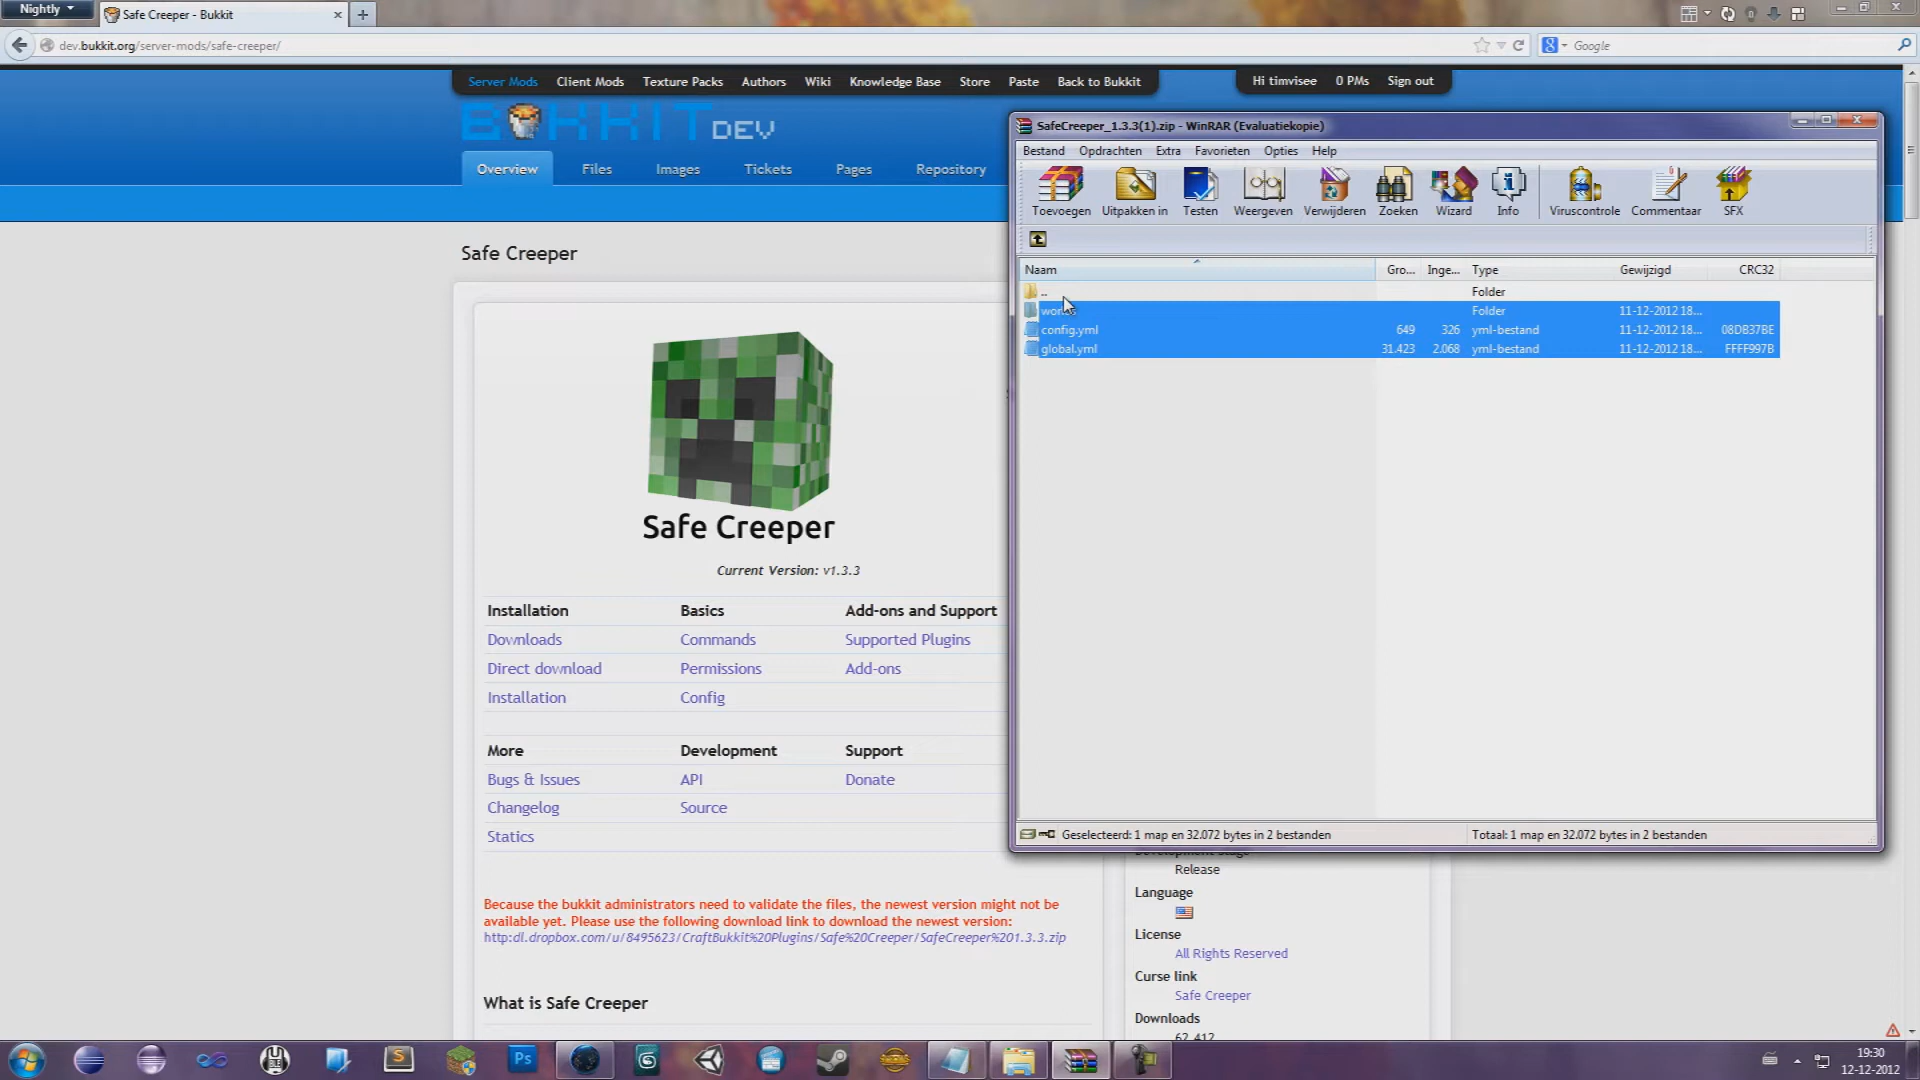 Nightly
Safe Creeper - Bukkit
dev.bukkit.org/server-mods/safe-creeper/
Google
Server Mods Client Mods Texture Packs Authors Wiki Knowledge Base Store Paste Back to Bukkit
Hi timvisee 0 PMs Sign out
BUKKIT DEV
Overview Files Images Tickets Pages Repository
Safe Creeper
Safe Creeper
Current Version: v1.3.3
Installation Basics Add-ons and Support
Downloads Commands Supported Plugins
Direct download Permissions Add-ons
Installation Config
More Development Support
Bugs & Issues API Donate
Changelog Source
Statics
Because the bukkit administrators need to validate the files, the newest version might not be
available yet. Please use the following download link to download the newest version:
http:dl.dropbox.com/u/8495623/CraftBukkit%20Plugins/Safe%20Creeper/SafeCreeper%201.3.3.zip
What is Safe Creeper
SafeCreeper_1.3.3(1).zip - WinRAR (Evaluatiekopie)
Bestand Opdrachten Extra Favorieten Opties Help
Toevoegen Uitpakken in Testen Weergeven Verwijderen Zoeken Wizard Info Viruscontrole Commentaar SFX
Naam Gro... Inge... Type Gewijzigd CRC32
.. Folder
Folder 11-12-2012 18...
config.yml 649 326 yml-bestand 11-12-2012 18... 08DB37BE
global.yml 31.423 2.068 yml-bestand 11-12-2012 18... FFFF997B
Geselecteerd: 1 map en 32.072 bytes in 2 bestanden
Totaal: 1 map en 32.072 bytes in 2 bestanden
Release
Language
License
All Rights Reserved
Curse link
Safe Creeper
Downloads
62,412
Ps
19:30
12-12-2012